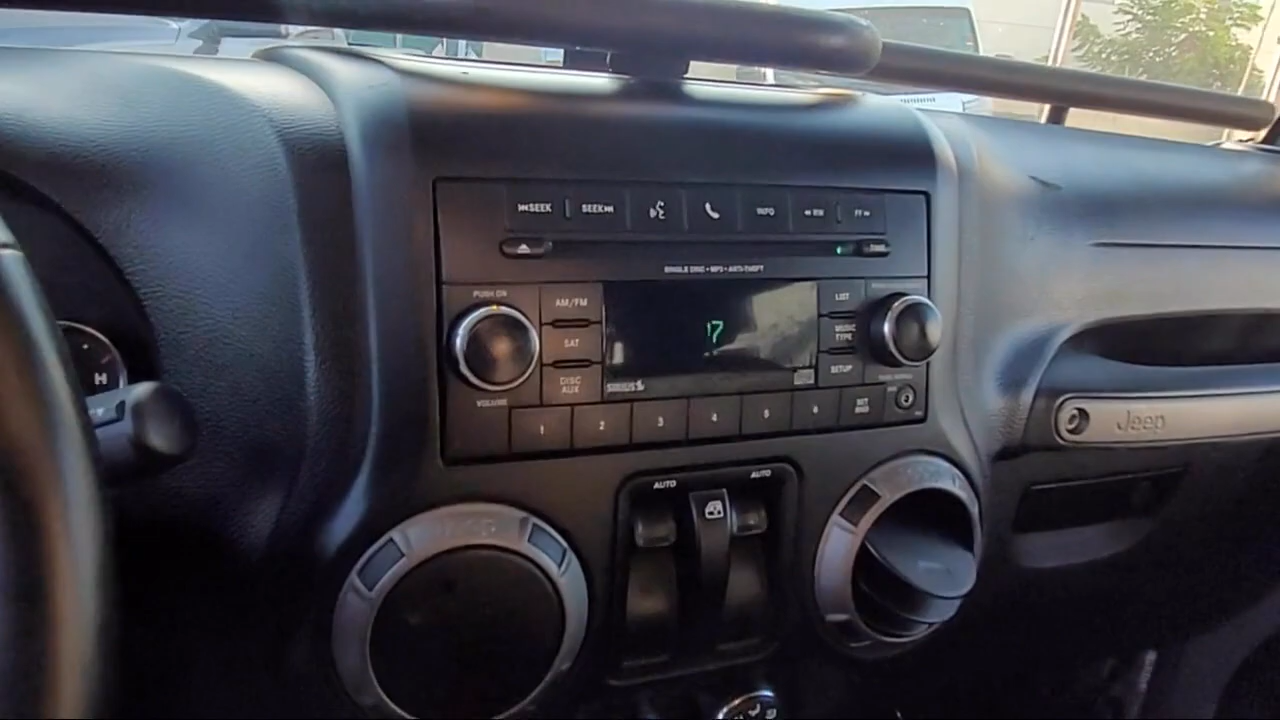 SEEK
SEEK
INFO
RW
FF
SINGLE DISC • MP3 • ANTI-THEFT
PUSH ON
AM/FM
SAT
DISC
AUX
VOLUME
17
SIRIUS
LIST
MUSIC
TYPE
SETUP
1
2
3
4
5
6
SET
AUTO
AUTO
Jeep
H